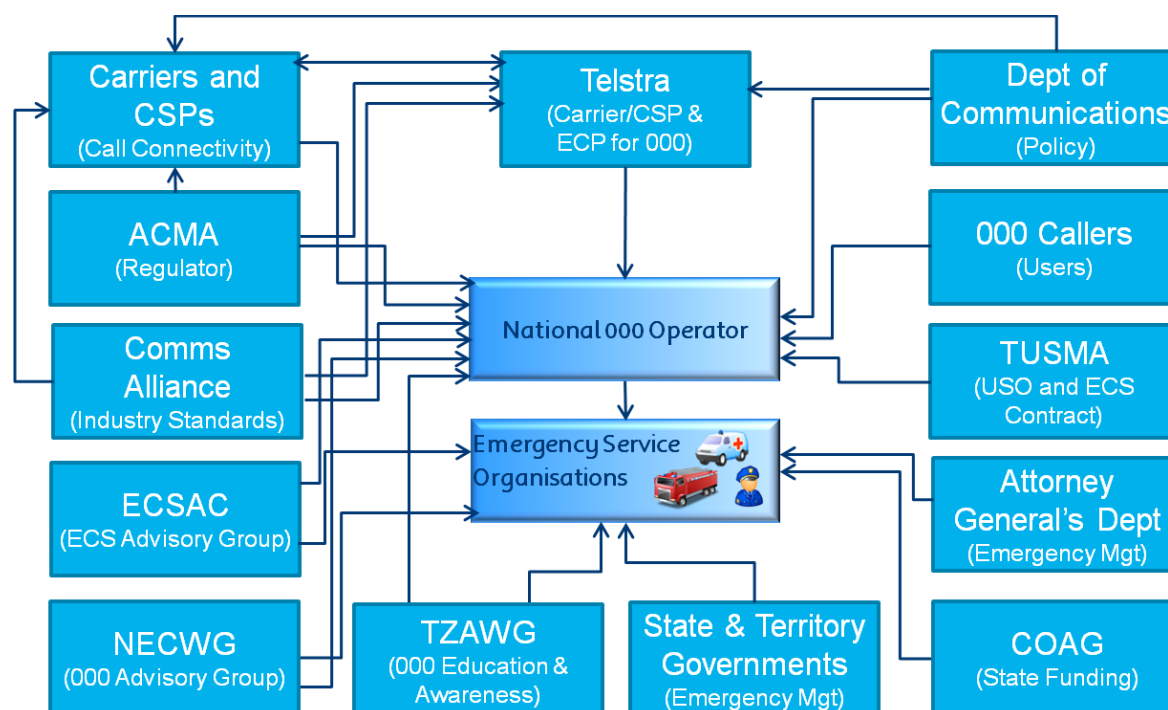 Carriers and
CSPs
(Call Connectivity)
Telstra
(Carrier/CSP &
ECP for 000)
Dept of
Communications
(Policy)
ACMA
(Regulator)
000 Callers
(Users)
National 000 Operator
Comms
Alliance
(Industry Standards)
TUSMA
(USO and ECS
Contract)
Emergency Service
Organisations
ECSAC
(ECS Advisory Group)
Attorney
General's Dept
(Emergency Mgt)
NECWG
(000 Advisory Group)
TZAWG
(000 Education &
Awareness)
State & Territory
Governments
(Emergency Mgt)
COAG
(State Funding)